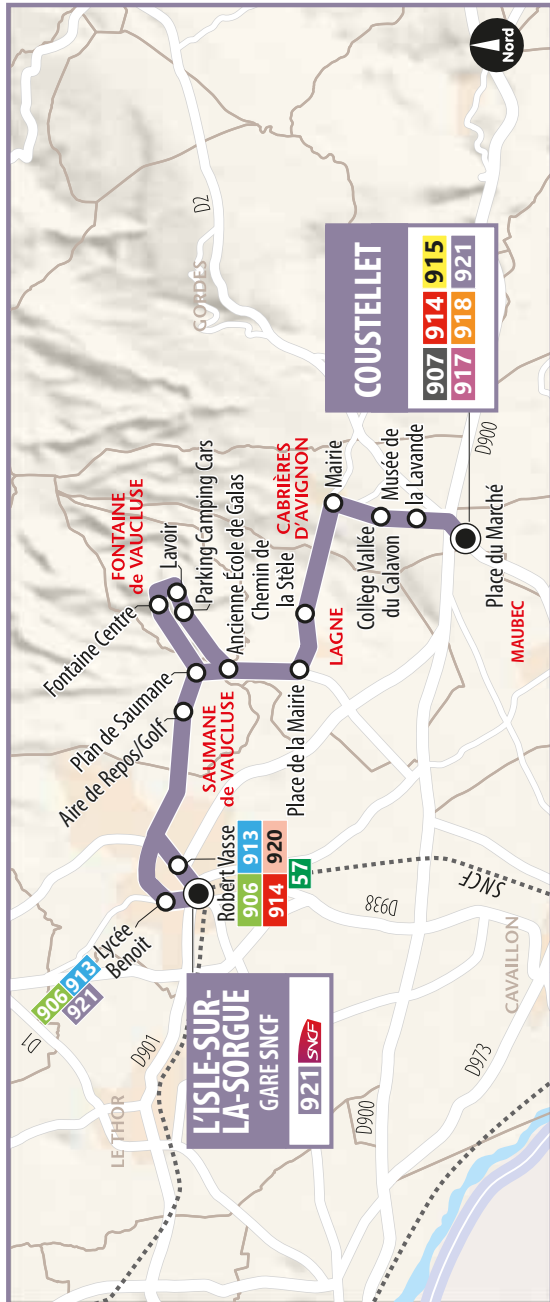 Nord
D2
GORDES
COUSTELLET
907 914 915
917 918 921
D900
FONTAINE
de VAUCLUSE
Lavoir
Parking Camping Cars
Fontaine Centre
Ancienne École de Galas
Chemin de
la Stèle
CABRIÈRES
D'AVIGNON
Mairie
Collège Vallée
du Calavon
Musée de
la Lavande
Place du Marché
MAUBEC
LAGNE
Plan de Saumane
Aire de Repos/Golf
SAUMANE
de VAUCLUSE
Place de la Mairie
Robert Vasse
906 913
914 920
57
SNCF
Lycée
Benoit
906 913
921
D1
D901
LE THOR
L'ISLE-SUR-
LA-SORGUE
GARE SNCF
921 SNCF
D938
CAVAILLON
D973
D900